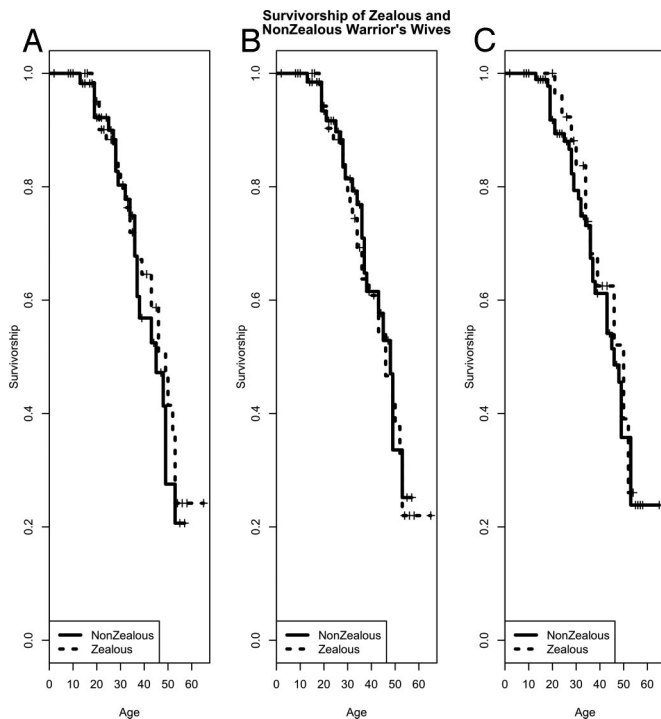 Survivorship of Zealous and
NonZealous Warrior's Wives
A
B
C
Survivorship
0.0 0.2 0.4 0.6 0.8 1.0
NonZealous
Zealous
0 10 20 30 40 50 60
Age
Survivorship
0.0 0.2 0.4 0.6 0.8 1.0
NonZealous
Zealous
0 10 20 30 40 50 60
Age
Survivorship
0.0 0.2 0.4 0.6 0.8 1.0
NonZealous
Zealous
0 10 20 30 40 50 60
Age